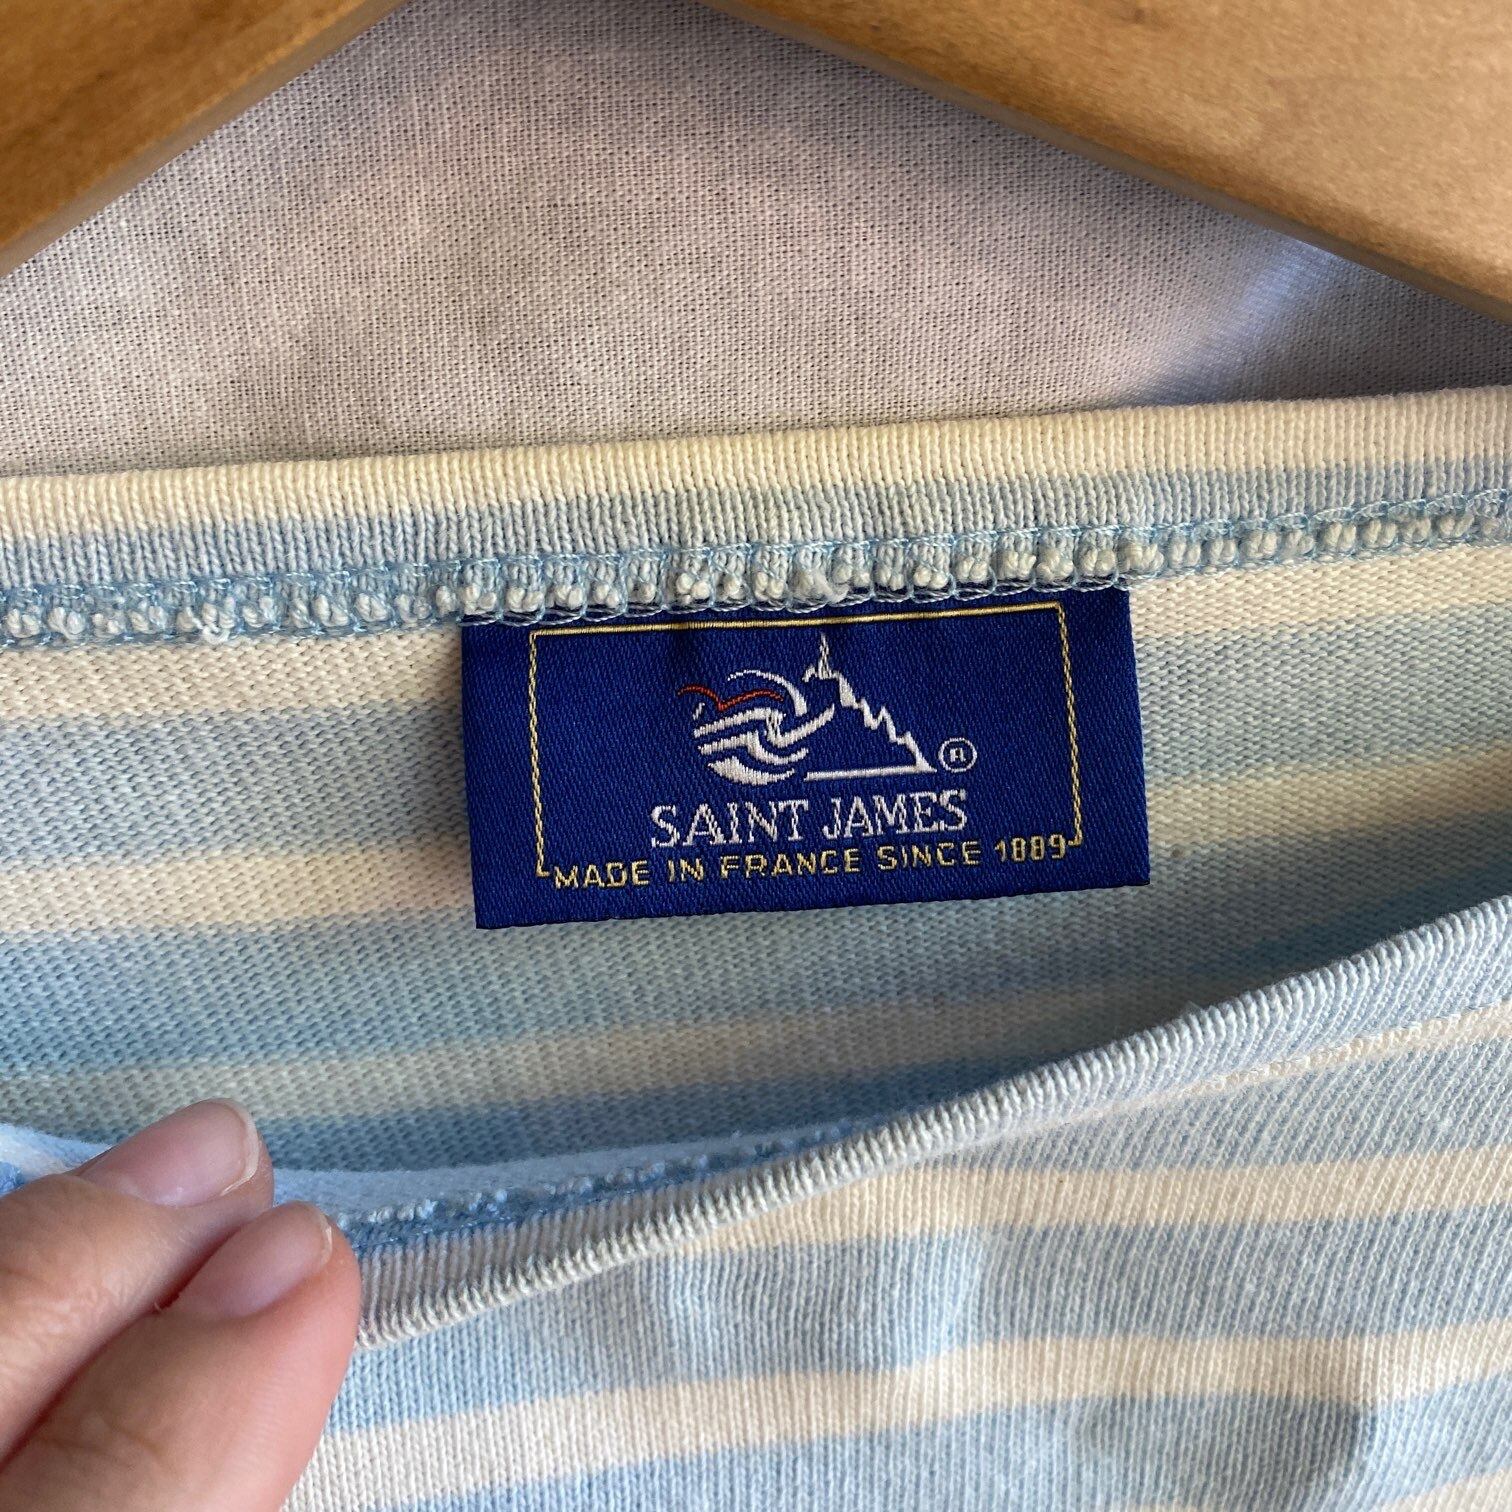 ®
SAINT JAMES
MADE IN FRANCE SINCE 1889